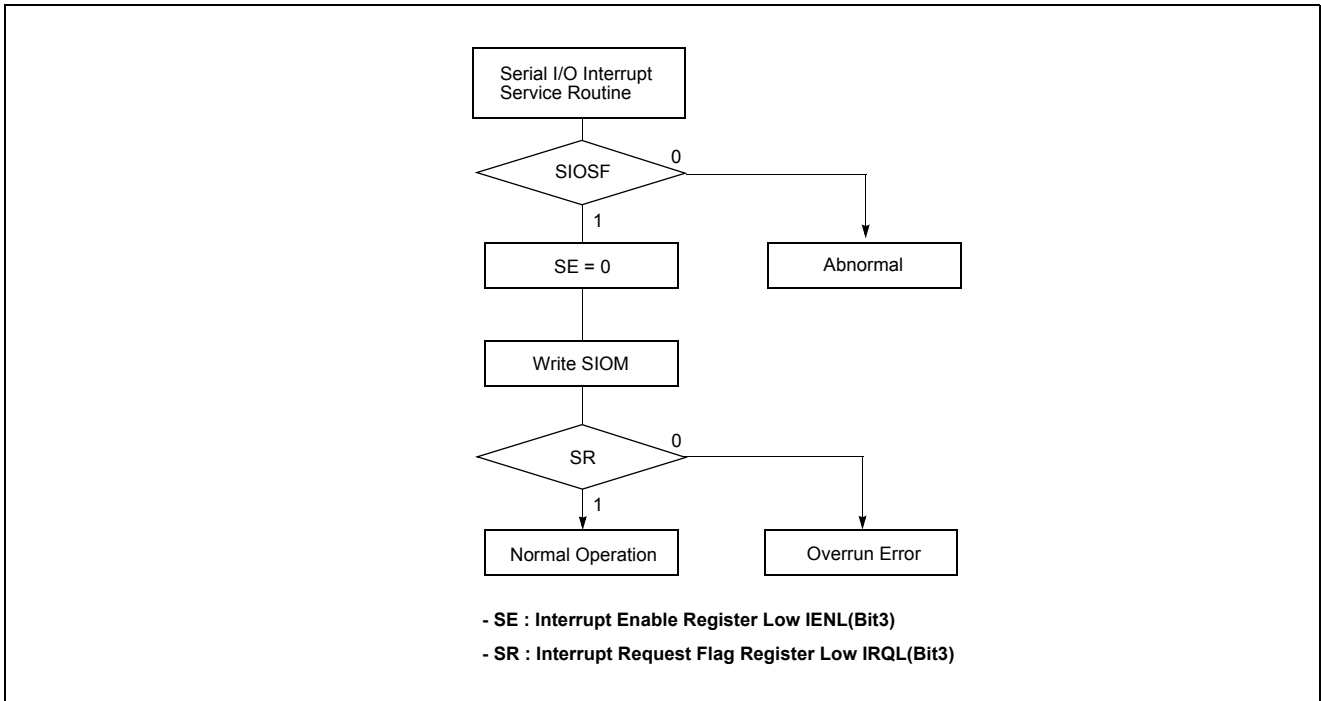 Serial I/O Interrupt
Service Routine
SIOSF
0
1
SE = 0
Abnormal
Write SIOM
SR
0
1
Normal Operation
Overrun Error
- SE : Interrupt Enable Register Low IENL(Bit3)
- SR : Interrupt Request Flag Register Low IRQL(Bit3)